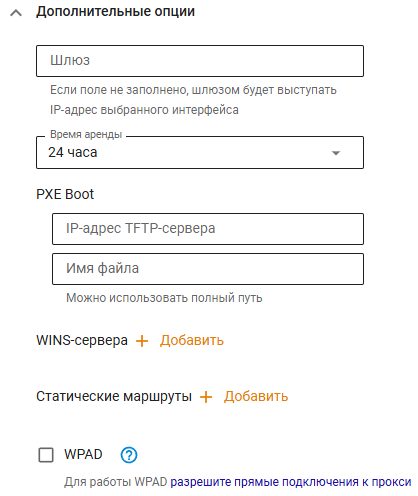 Дополнительные опции
Шлюз
Если поле не заполнено, шлюзом будет выступать
IP-адрес выбранного интерфейса
Время аренды
24 часа
PXE Boot
IP-адрес TFTP-сервера
Имя файла
Можно использовать полный путь
WINS-сервера + Добавить
Статические маршруты + Добавить
WPAD ?
Для работы WPAD разрешите прямые подключения к прокси